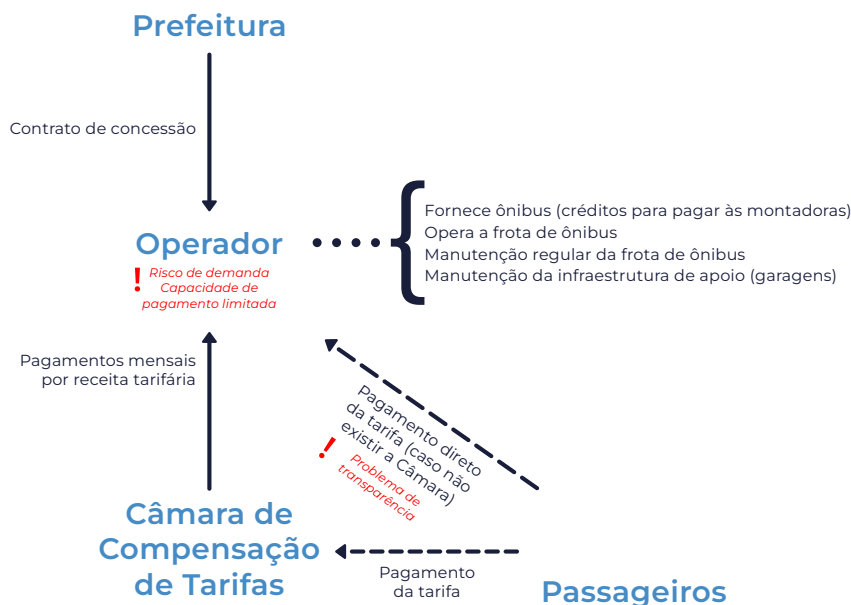 Prefeitura
Contrato de concessão
Operador
! Risco de demanda
Capacidade de
pagamento limitada
Fornece ônibus (créditos para pagar às montadoras)
Opera a frota de ônibus
Manutenção regular da frota de ônibus
Manutenção da infraestrutura de apoio (garagens)
Pagamentos mensais
por receita tarifária
Pagamento direto
da tarifa (caso não
existir a Câmara)
! Problema de
transparência
Câmara de
Compensação
de Tarifas
Pagamento
da tarifa
Passageiros